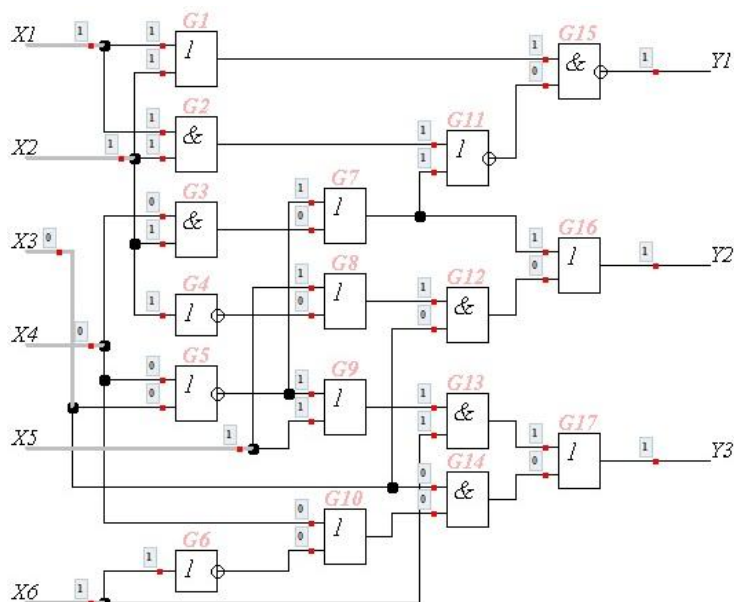 G1
G15
X1 1 1 1 1 1 Y1
1 1 & 0
G2
1 G11
X2 1 1 & 1 1
G3 G7 1
0 & 1 1 G16
X3 0 1 0 1 1 Y2
G8 0 1
G4 1 G12
1 1 0 1 1 &
X4 0 0
G5 G9
0 1 1 1 G13
0 1 1 & G17
X5 1 1 1 1 Y3
G14 0 1
0 &
G10 0
0 1
G6 0
1 1
X6 1